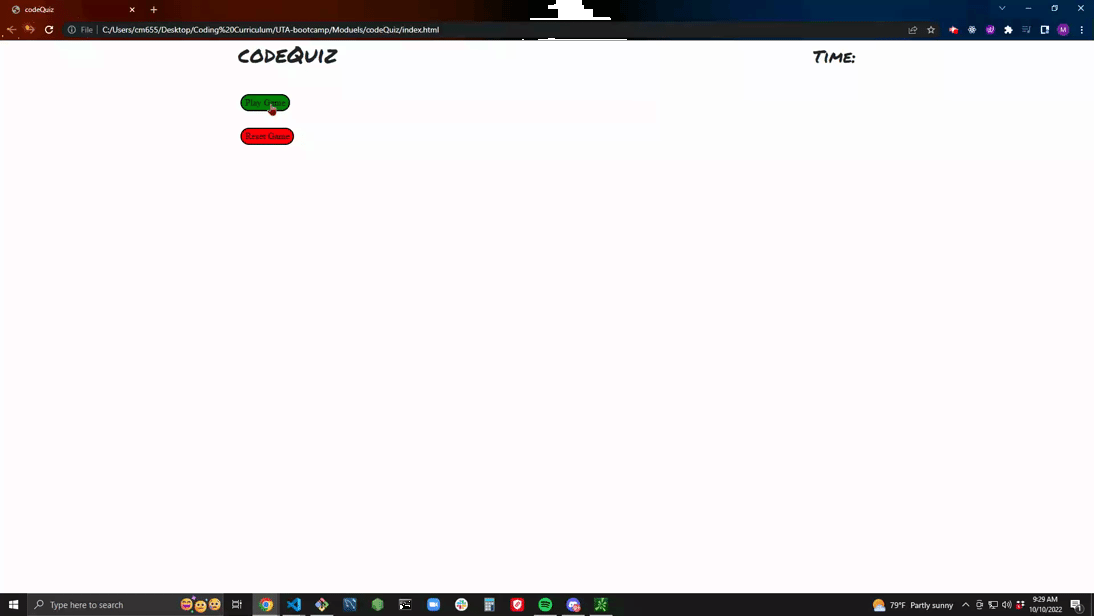 codeQuiz
File C:/Users/cm655/Desktop/Coding%20Curriculum/UTA-bootcamp/Moduels/codeQuiz/index.html
M
codeQuiz
Time:
Play Game
Reset Game
Type here to search
79°F Partly sunny
9:29 AM
10/10/2022